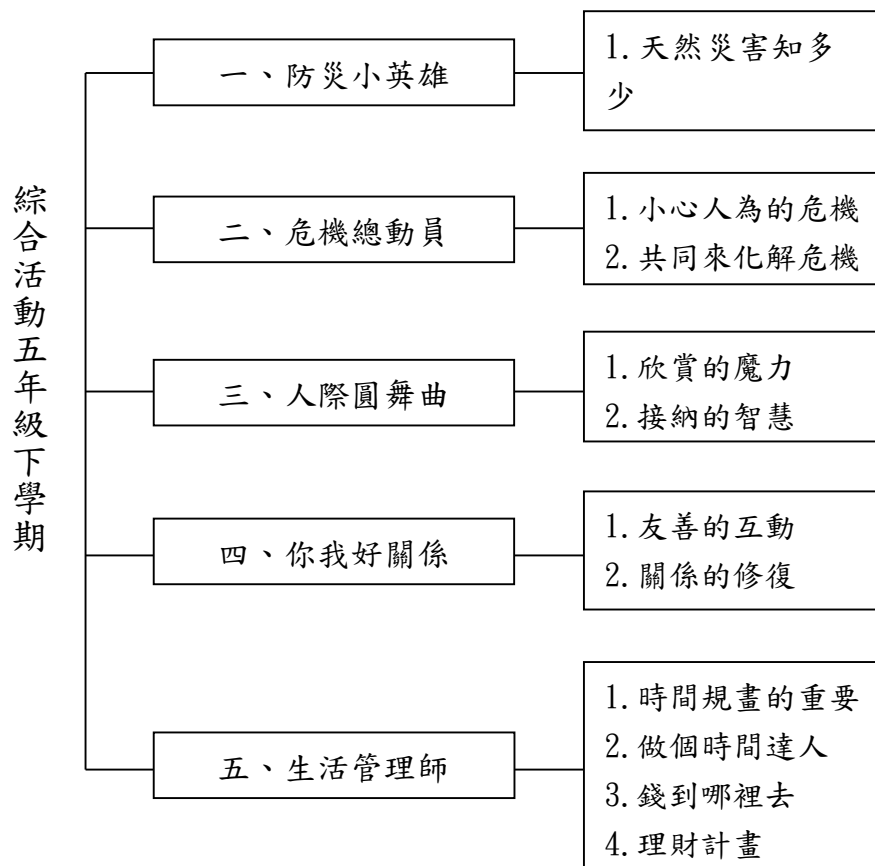 綜合活動五年級下學期
一、防災小英雄
1.天然災害知多
少
二、危機總動員
1.小心人為的危機
2.共同來化解危機
三、人際圓舞曲
1.欣賞的魔力
2.接納的智慧
四、你我好關係
1.友善的互動
2.關係的修復
五、生活管理師
1.時間規畫的重要
2.做個時間達人
3.錢到哪裡去
4.理財計畫